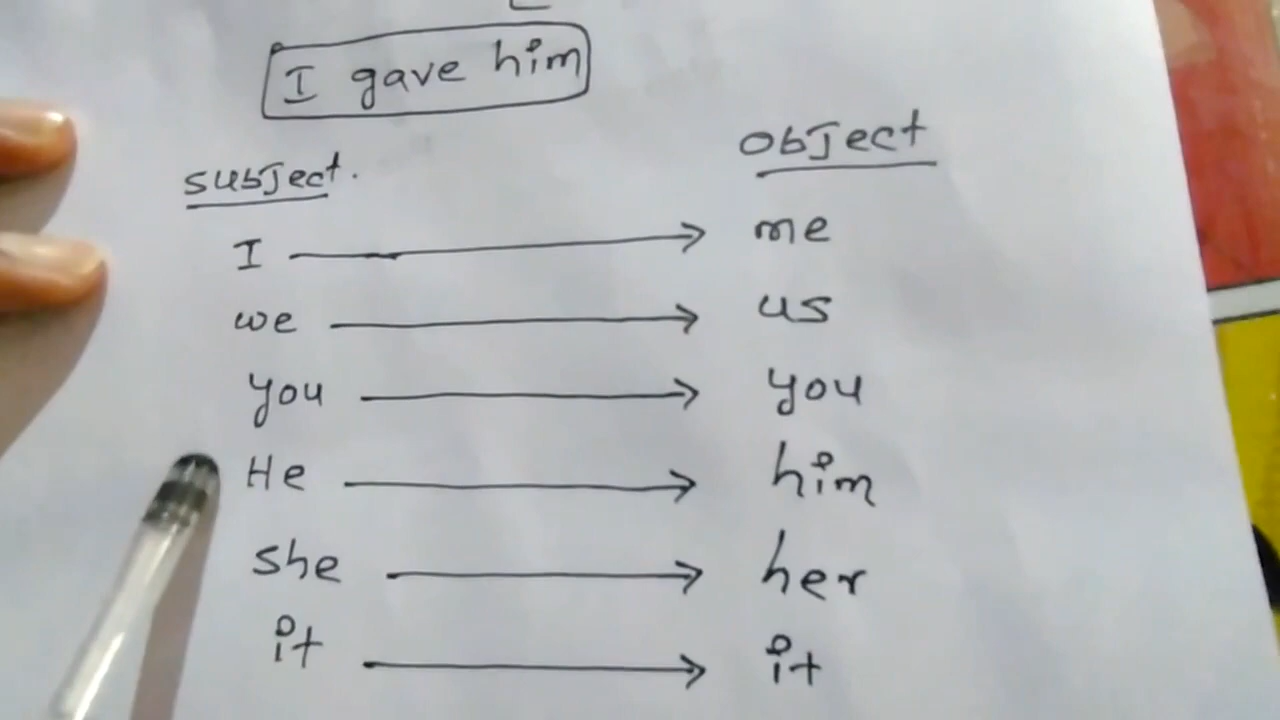 I gave him
subject. object
I → me
we → us
you → you
He → him
she → her
it → it